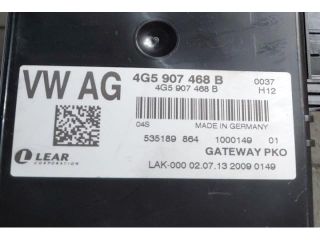 VW AG
4G5 907 468 B 0037
4G5 907 468 B H12
04S MADE IN GERMANY
535189 864 1000149 01
LEAR
CORPORATION
GATEWAY PKO
LAK-000 02.07.13 2009 0149